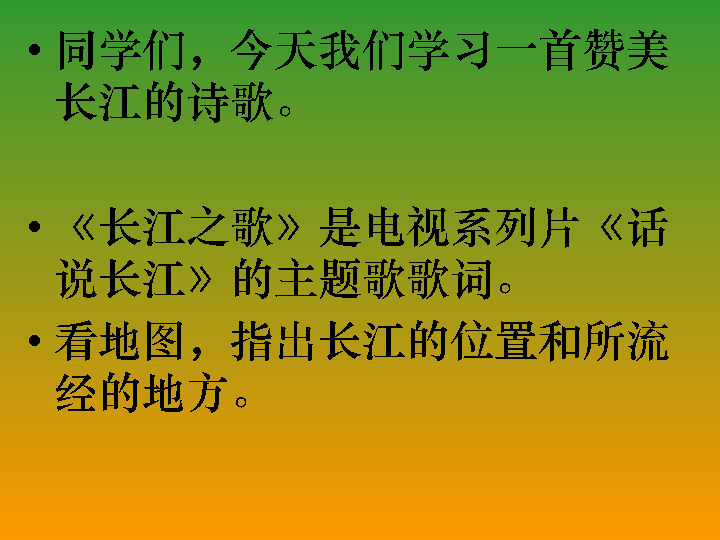 • 同学们，今天我们学习一首赞美
长江的诗歌。
• 《长江之歌》是电视系列片《话
说长江》的主题歌歌词。
• 看地图，指出长江的位置和所流
经的地方。